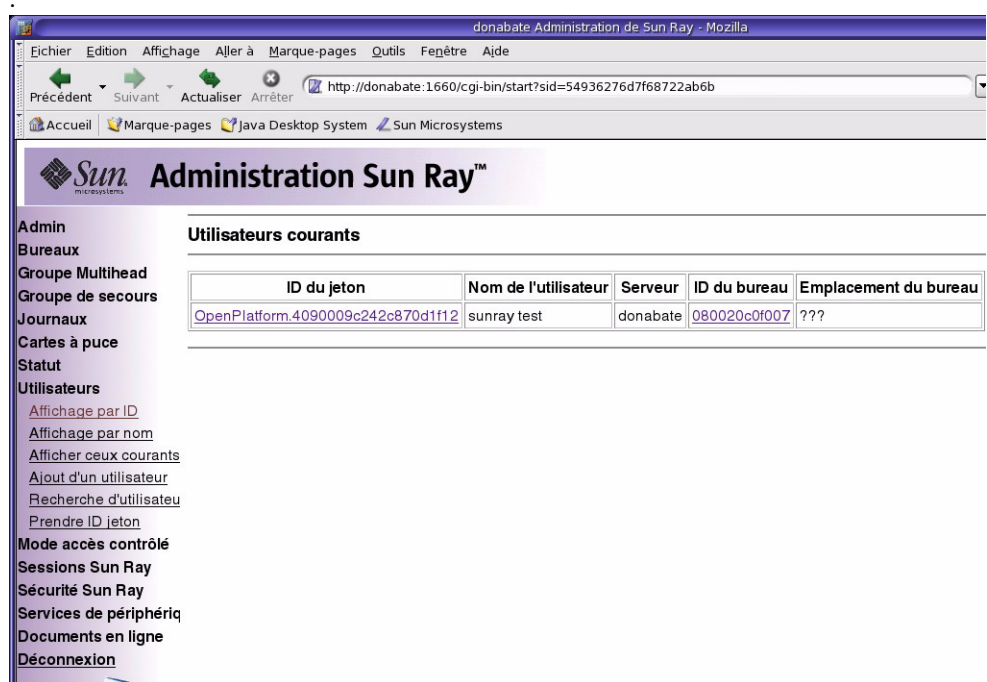 .
donabate Administration de Sun Ray - Mozilla
Fichier Edition Affichage Aller à Marque-pages Outils Fenêtre Aide
Précédent Suivant Actualiser Arrêter http://donabate:1660/cgi-bin/start?sid=54936276d7f68722ab6b
Accueil Marque-pages Java Desktop System Sun Microsystems
Sun microsystems Administration Sun Ray™
Admin
Bureaux
Groupe Multihead
Groupe de secours
Journaux
Cartes à puce
Statut
Utilisateurs
Affichage par ID
Affichage par nom
Afficher ceux courants
Ajout d'un utilisateur
Recherche d'utilisateu
Prendre ID jeton
Mode accès contrôlé
Sessions Sun Ray
Sécurité Sun Ray
Services de périphériq
Documents en ligne
Déconnexion
Utilisateurs courants
ID du jeton Nom de l'utilisateur Serveur ID du bureau Emplacement du bureau
OpenPlatform.4090009c242c870d1f12 sunray test donabate 080020c0f007 ???